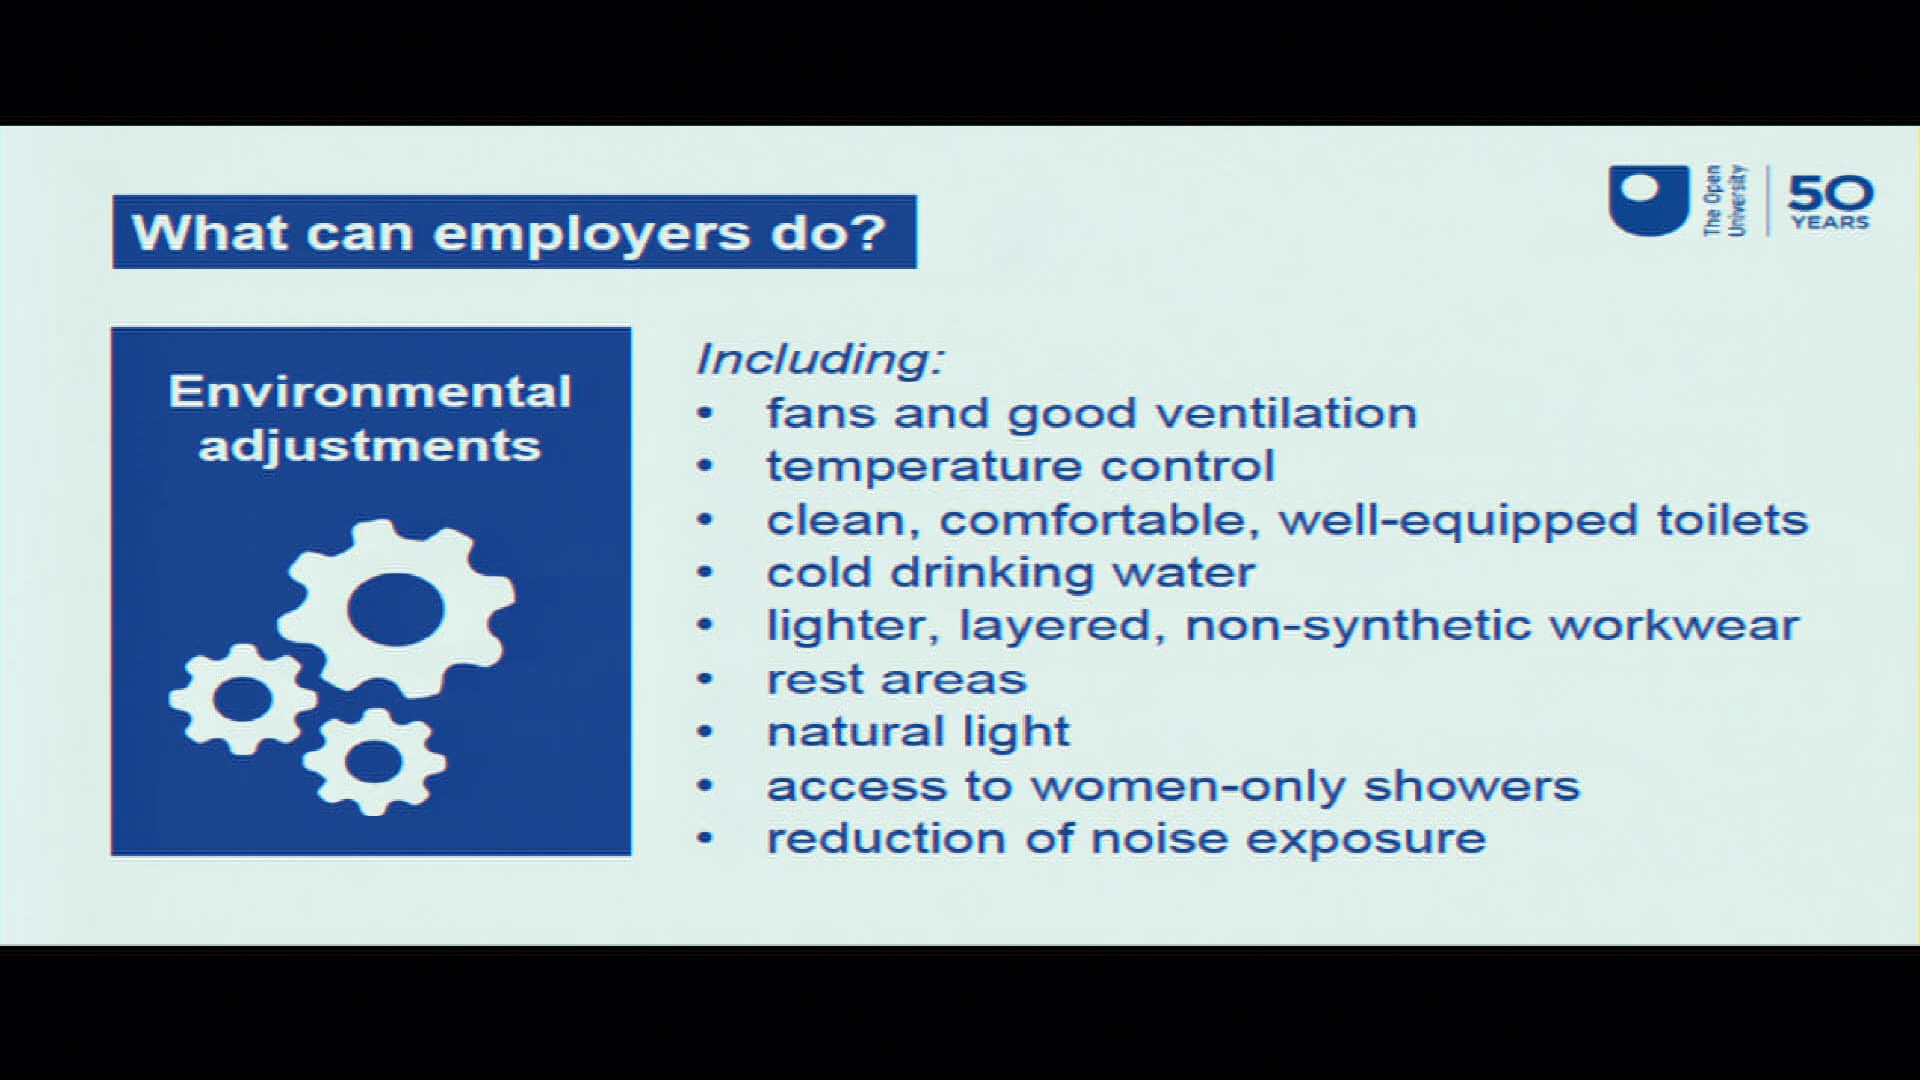 What can employers do?
The Open
University
50
YEARS
Environmental
adjustments
Including:
• fans and good ventilation
• temperature control
• clean, comfortable, well-equipped toilets
• cold drinking water
• lighter, layered, non-synthetic workwear
• rest areas
• natural light
• access to women-only showers
• reduction of noise exposure